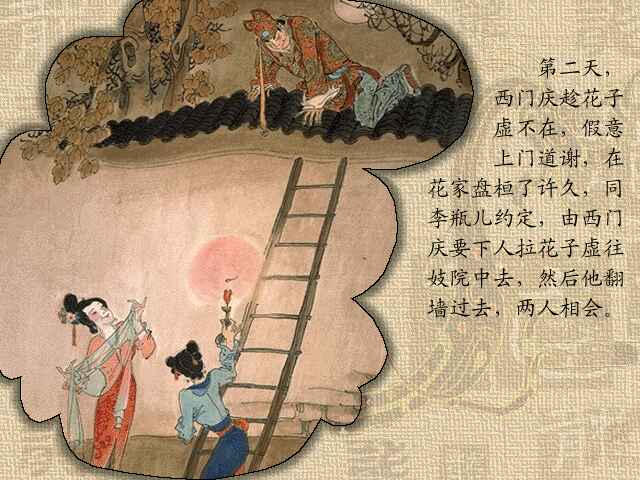 第二天，
西门庆趁花子
虚不在，假意
上门道谢，在
花家盘桓了许久，同
李瓶儿约定，由西门
庆要下人拉花子虚往
妓院中去，然后他翻
墙过去，两人相会。